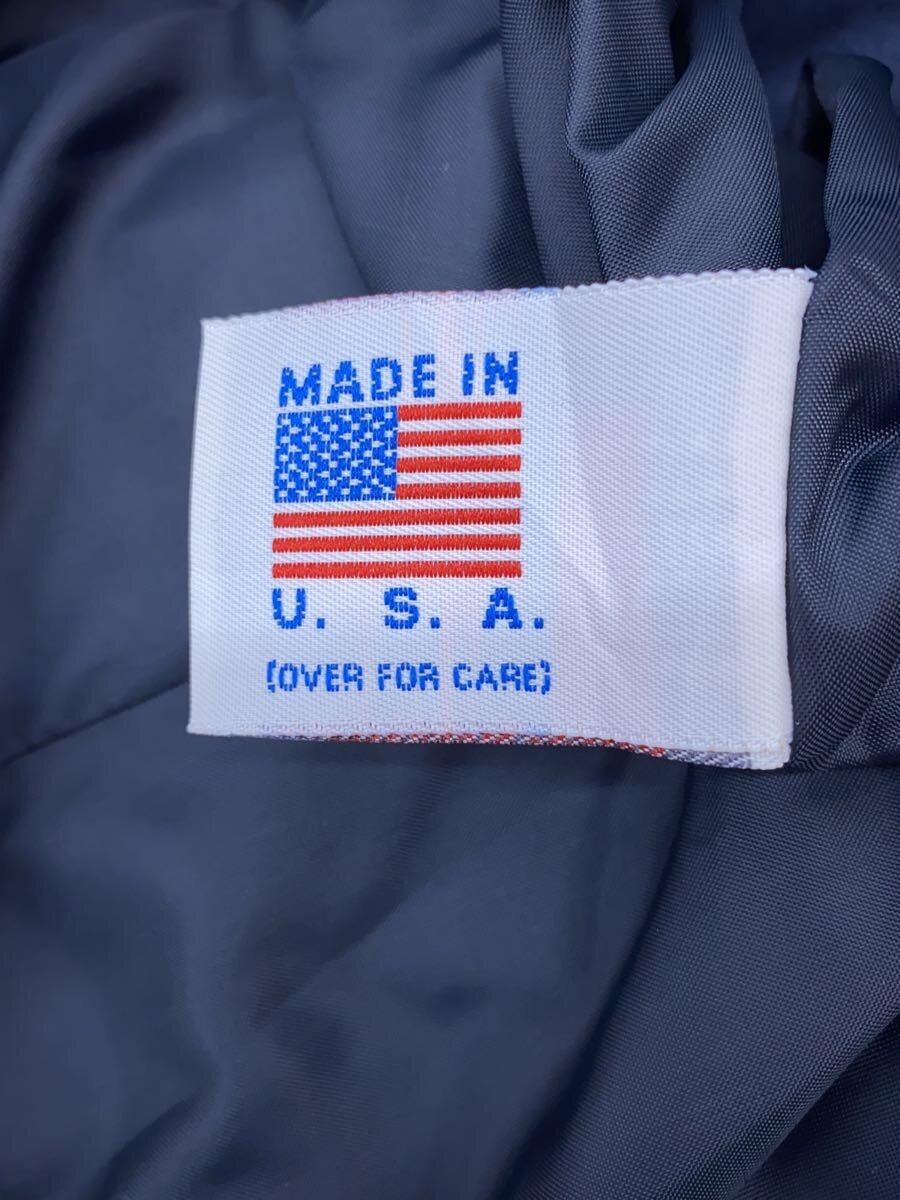 MADE IN
U. S. A.
(OVER FOR CARE)